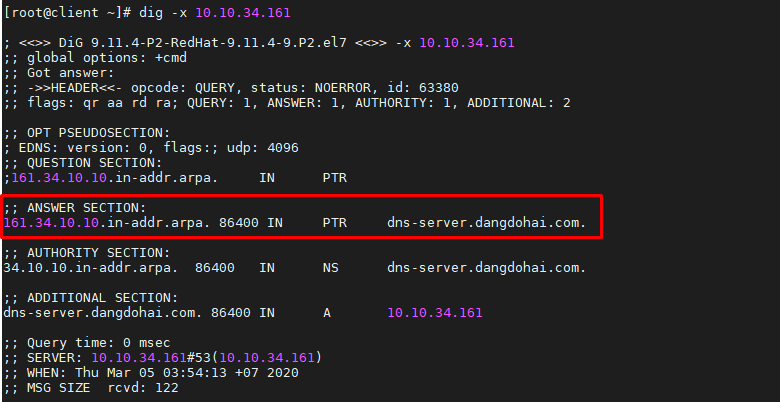 [root@client ~]# dig -x 10.10.34.161
; <<>> DiG 9.11.4-P2-RedHat-9.11.4-9.P2.el7 <<>> -x 10.10.34.161
;; global options: +cmd
;; Got answer:
;; ->>HEADER<<- opcode: QUERY, status: NOERROR, id: 63380
;; flags: qr aa rd ra; QUERY: 1, ANSWER: 1, AUTHORITY: 1, ADDITIONAL: 2
;; OPT PSEUDOSECTION:
; EDNS: version: 0, flags:; udp: 4096
;; QUESTION SECTION:
;161.34.10.10.in-addr.arpa. IN PTR
;; ANSWER SECTION:
161.34.10.10.in-addr.arpa. 86400 IN PTR dns-server.dangdohai.com.
;; AUTHORITY SECTION:
34.10.10.in-addr.arpa. 86400 IN NS dns-server.dangdohai.com.
;; ADDITIONAL SECTION:
dns-server.dangdohai.com. 86400 IN A 10.10.34.161
;; Query time: 0 msec
;; SERVER: 10.10.34.161#53(10.10.34.161)
;; WHEN: Thu Mar 05 03:54:13 +07 2020
;; MSG SIZE rcvd: 122